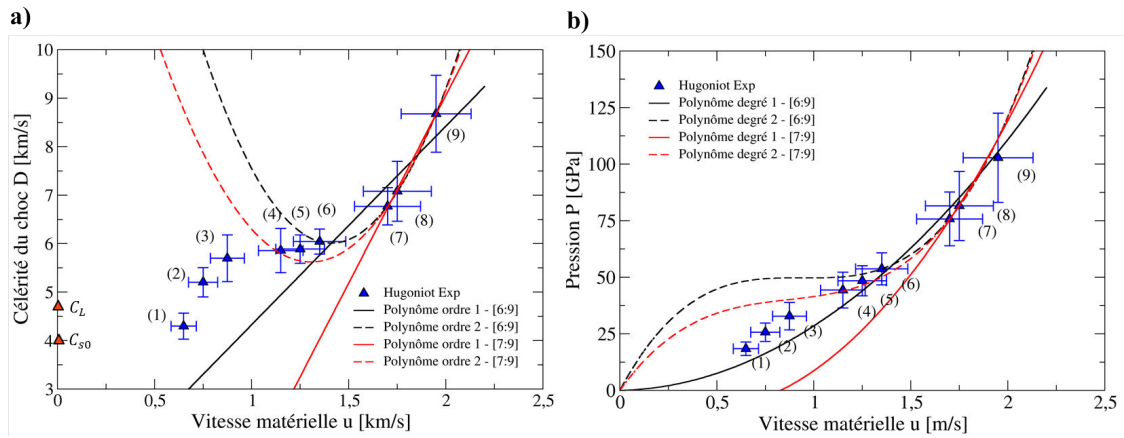 a)
Célérité du choc D [km/s]
10
9
8
7
6
5
4
C_L
C_S0
(1)
(2)
(3)
(4)
(5)
(6)
(7)
(8)
(9)
Hugoniot Exp
Polynôme ordre 1 - [6:9]
Polynôme ordre 2 - [6:9]
Polynôme ordre 1 - [7:9]
Polynôme ordre 2 - [7:9]
0
0,5
1
1,5
2
2,5
Vitesse matérielle u [km/s]
b)
Pression P [GPa]
150
125
100
75
50
25
0
Hugoniot Exp
Polynôme degré 1 - [6:9]
Polynôme degré 2 - [6:9]
Polynôme degré 1 - [7:9]
Polynôme degré 2 - [7:9]
(1)
(2)
(3)
(4)
(5)
(6)
(7)
(8)
(9)
0
0,5
1
1,5
2
2,5
Vitesse matérielle u [m/s]